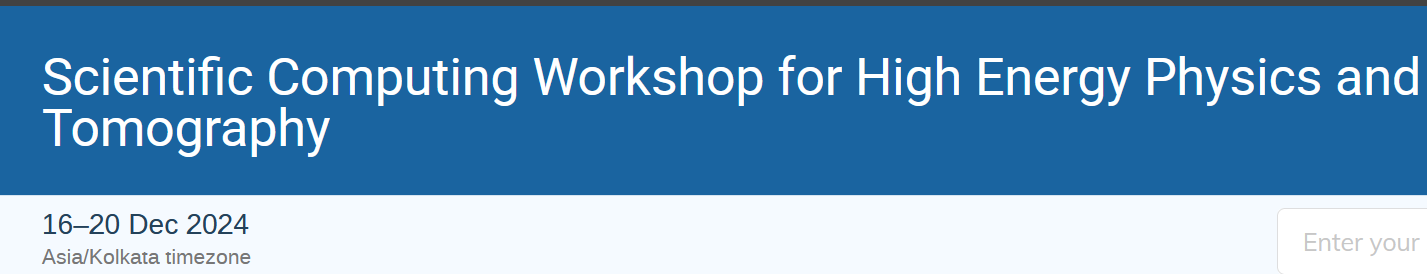 Scientific Computing Workshop for High Energy Physics and
Tomography
16–20 Dec 2024
Asia/Kolkata timezone
Enter your